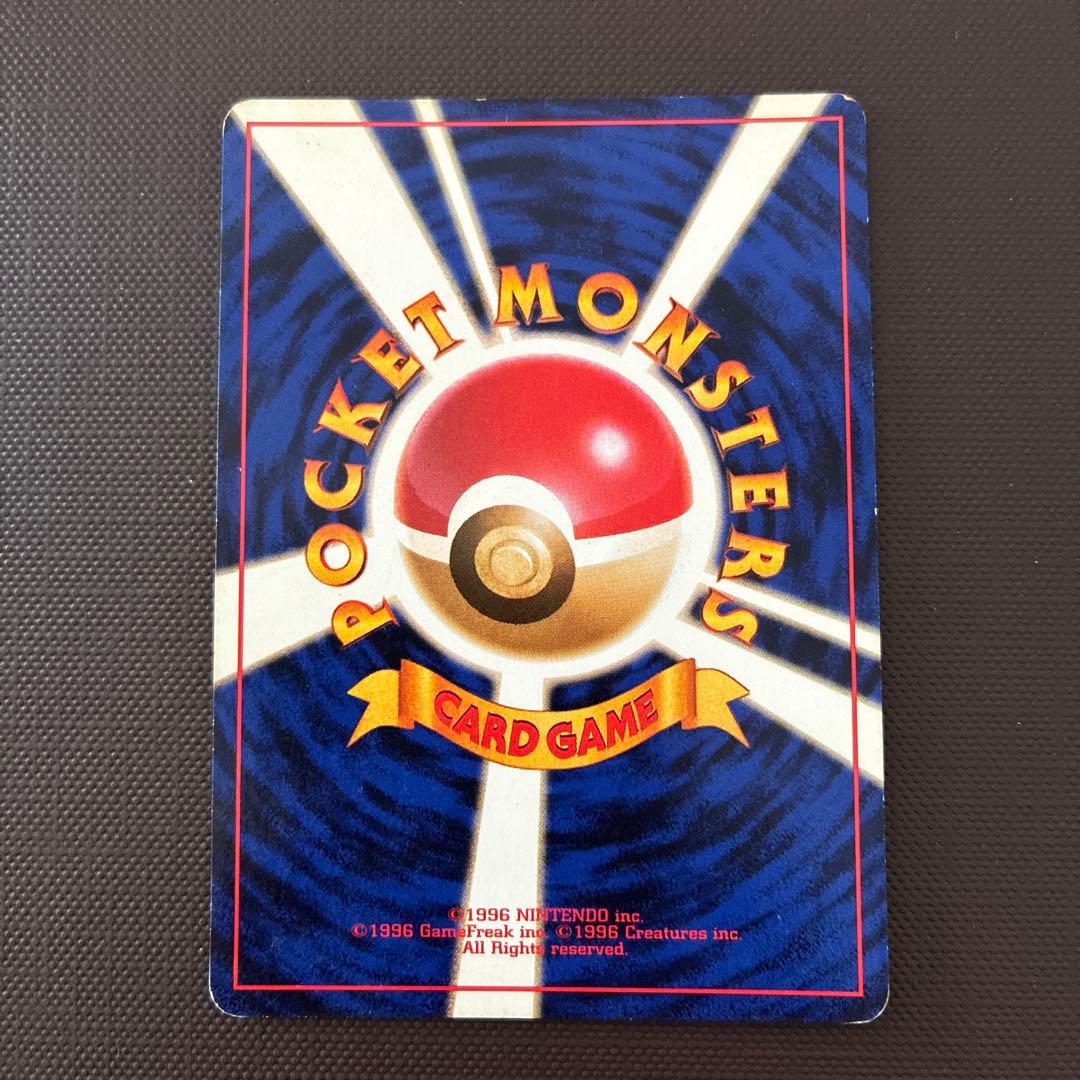 POCKET MONSTERS
CARD GAME
©1996 NINTENDO inc.
©1996 GameFreak inc. ©1996 Creatures inc.
All Rights reserved.